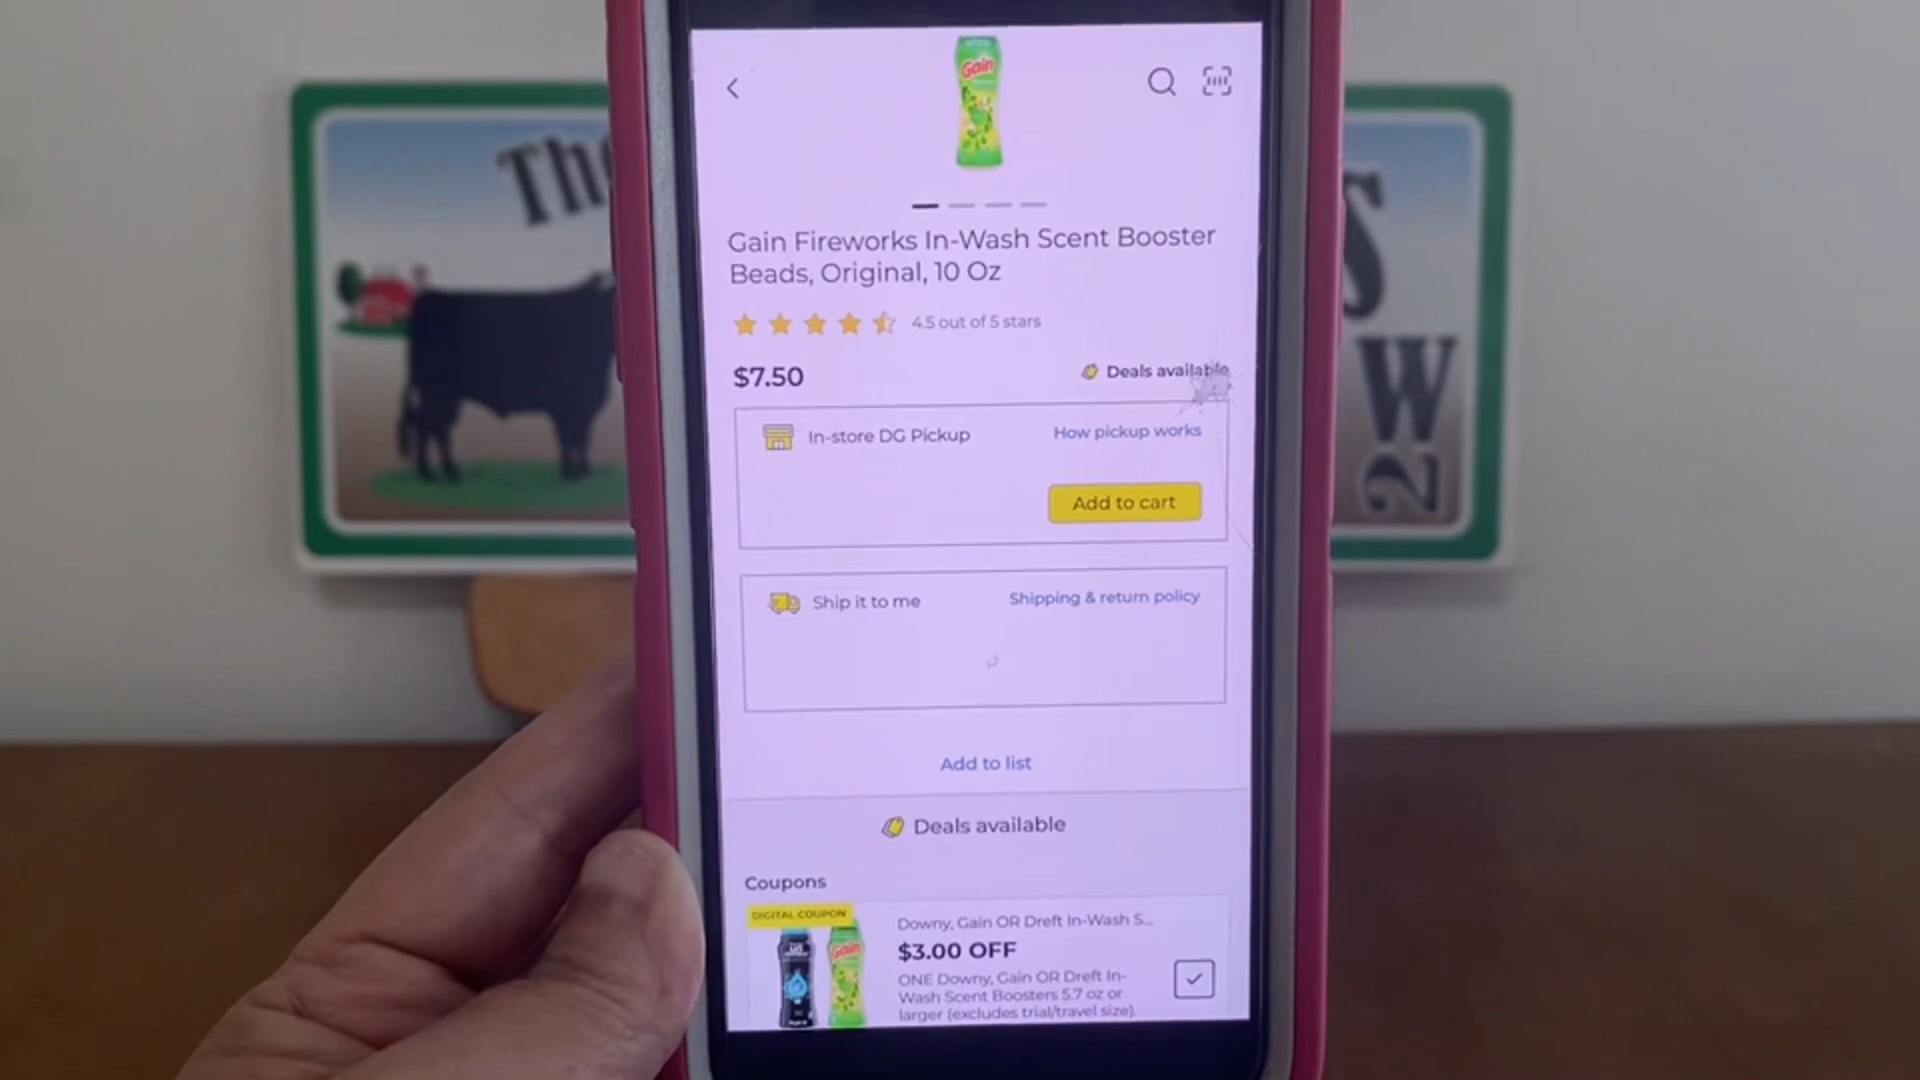 Gain
Gain Fireworks In-Wash Scent Booster
Beads, Original, 10 Oz
4.5 out of 5 stars
$7.50
Deals available
In-store DG Pickup
How pickup works
Add to cart
Ship it to me
Shipping & return policy
Add to list
Deals available
Coupons
DIGITAL COUPON
Gain
Downy, Gain OR Dreft In-Wash S...
$3.00 OFF
ONE Downy, Gain OR Dreft In-
Wash Scent Boosters 5.7 oz or
larger (excludes trial/travel size).
Th
S
W
2